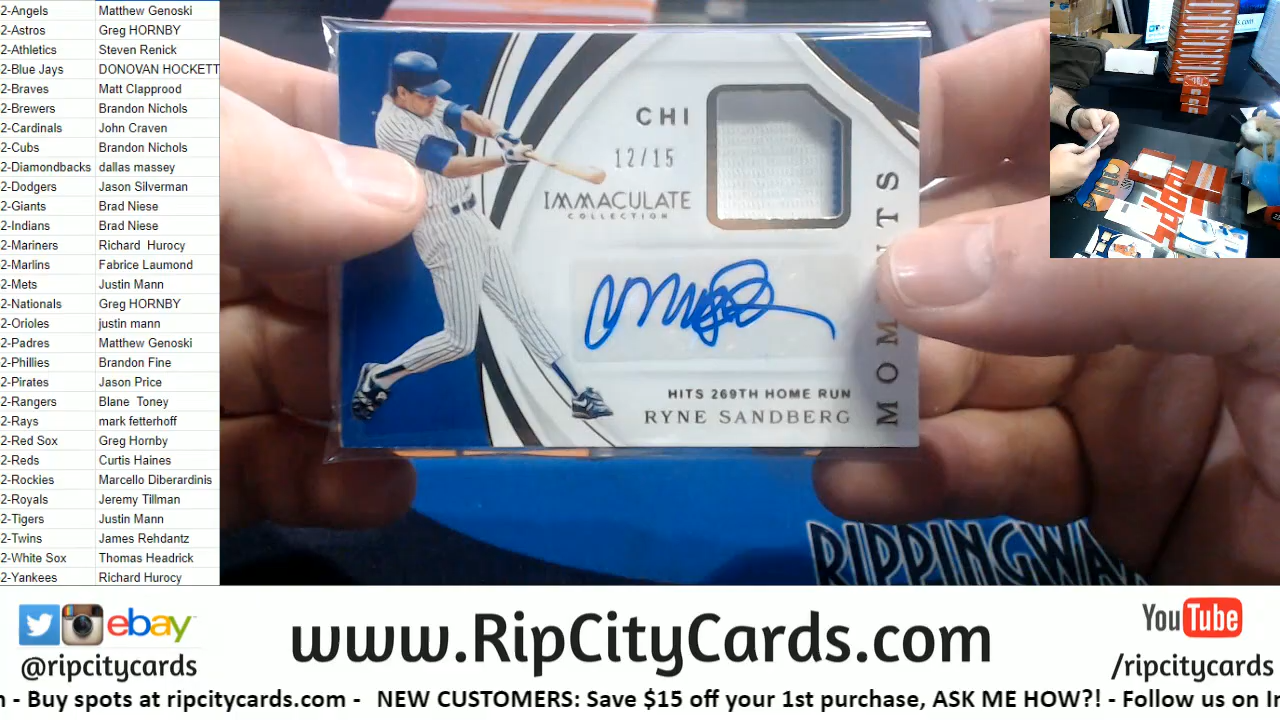 2-Angels Matthew Genoski
2-Astros Greg HORNBY
2-Athletics Steven Renick
2-Blue Jays DONOVAN HOCKETT
2-Braves Matt Clapprood
2-Brewers Brandon Nichols
2-Cardinals John Craven
2-Cubs Brandon Nichols
2-Diamondbacks dallas massey
2-Dodgers Jason Silverman
2-Giants Brad Niese
2-Indians Brad Niese
2-Mariners Richard Hurocy
2-Marlins Fabrice Laumond
2-Mets Justin Mann
2-Nationals Greg HORNBY
2-Orioles justin mann
2-Padres Matthew Genoski
2-Phillies Brandon Fine
2-Pirates Jason Price
2-Rangers Blane Toney
2-Rays mark fetterhoff
2-Red Sox Greg Hornby
2-Reds Curtis Haines
2-Rockies Marcello Diberardinis
2-Royals Jeremy Tillman
2-Tigers Justin Mann
2-Twins James Rehdantz
2-White Sox Thomas Headrick
2-Yankees Richard Hurocy
CHI
12/15
IMMACULATE
COLLECTION
HITS 269TH HOME RUN
RYNE SANDBERG
MOMENTS
RIPPINGWA
ebay
@ripcitycards
www.RipCityCards.com
YouTube
/ripcitycards
n - Buy spots at ripcitycards.com - NEW CUSTOMERS: Save $15 off your 1st purchase, ASK ME HOW?! - Follow us on In